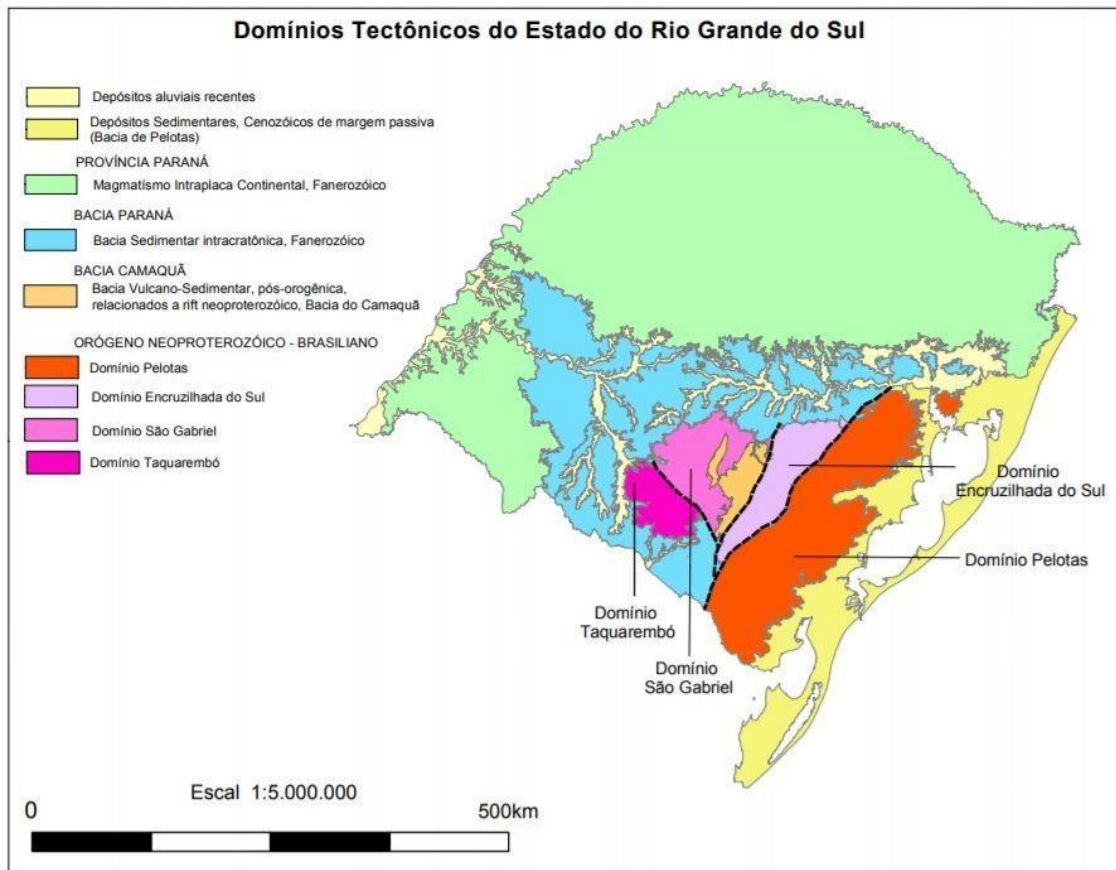 Domínios Tectônicos do Estado do Rio Grande do Sul
Depósitos aluviais recentes
Depósitos Sedimentares, Cenozóicos de margem passiva
(Bacia de Pelotas)
PROVÍNCIA PARANÁ
Magmatísmo Intraplaca Continental, Fanerozóico
BACIA PARANÁ
Bacia Sedimentar intracratônica, Fanerozóico
BACIA CAMAQUÃ
Bacia Vulcano-Sedimentar, pós-orogênica,
relacionados a rift neoproterozóico, Bacia do Camaquã
ORÓGENO NEOPROTEROZÓICO - BRASILIANO
Domínio Pelotas
Domínio Encruzilhada do Sul
Domínio São Gabriel
Domínio Taquarembó
Domínio
Encruzilhada do Sul
Domínio Pelotas
Domínio
Taquarembó
Domínio
São Gabriel
Escal 1:5.000.000
0
500km